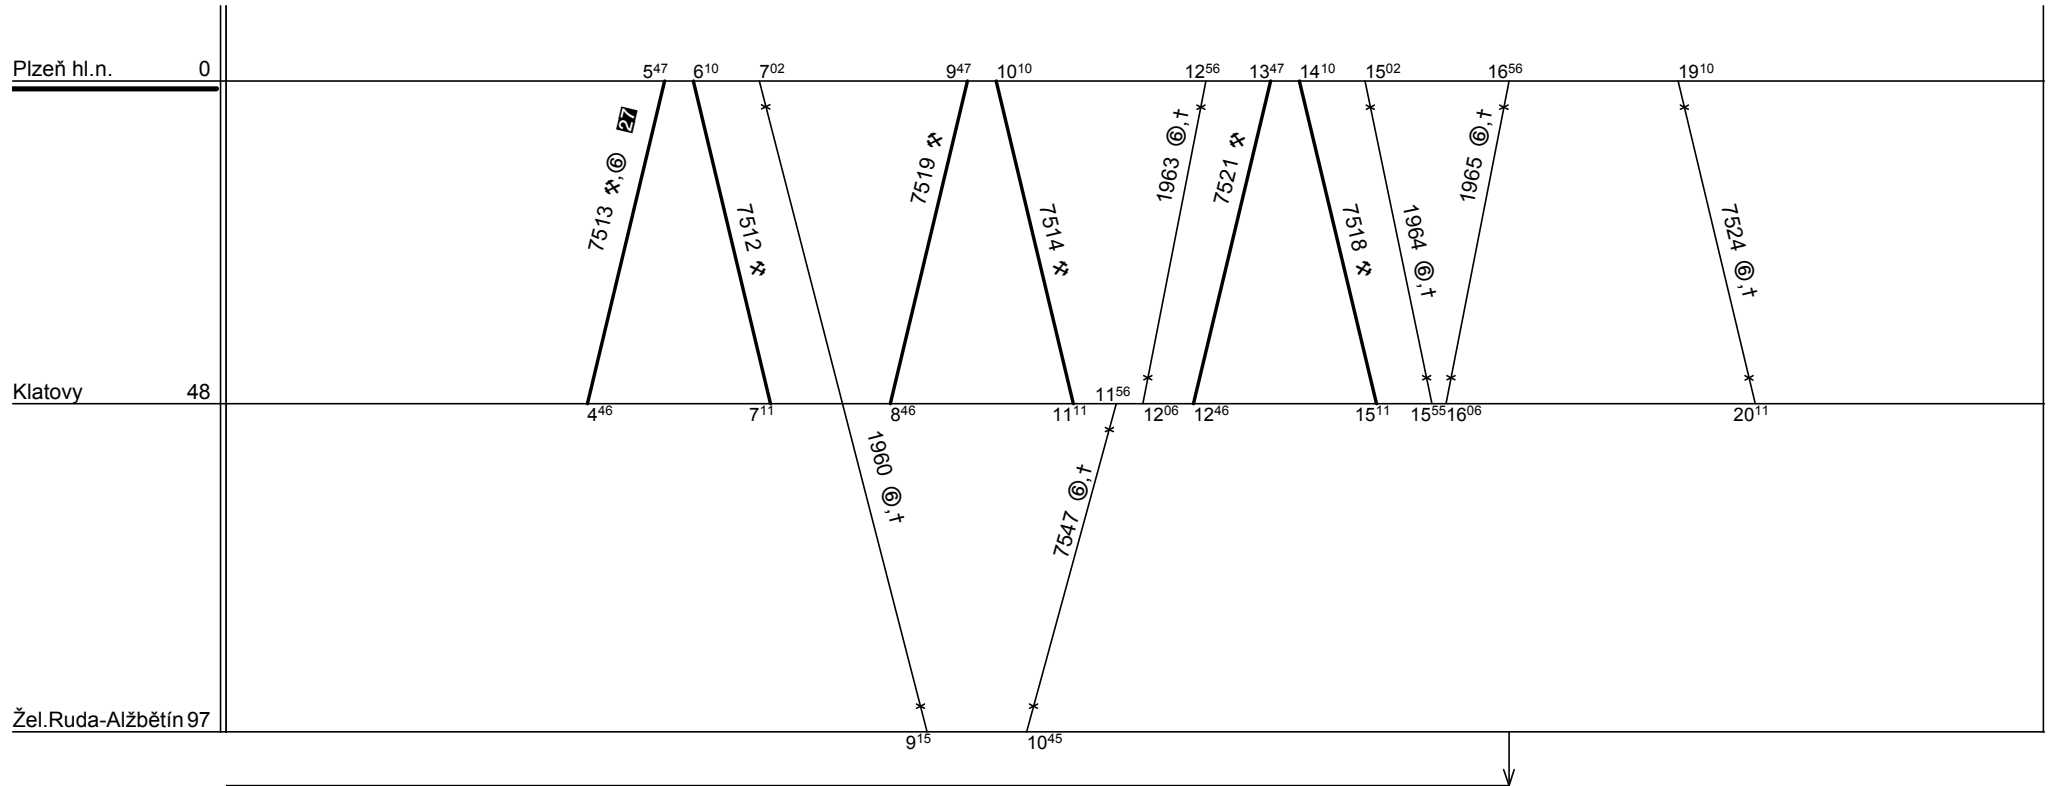 Plzeň hl.n. 0
5⁴⁷ 6¹⁰ 7⁰² 9⁴⁷ 10¹⁰ 12⁵⁶ 13⁴⁷ 14¹⁰ 15⁰² 16⁵⁶ 19¹⁰
7513 ⚒,⑥ 27
7512 ⚒
7519 ⚒
7514 ⚒
1963 ⑥,†
7521 ⚒
7518 ⚒
1964 ⑥,†
1965 ⑥,†
7524 ⑥,†
Klatovy 48
11⁵⁶
4⁴⁶ 7¹¹ 8⁴⁶ 11¹¹ 12⁰⁶ 12⁴⁶ 15¹¹ 15⁵⁵ 16⁰⁶ 20¹¹
1960 ⑥,†
7547 ⑥,†
Žel.Ruda-Alžbětín 97
9¹⁵ 10⁴⁵